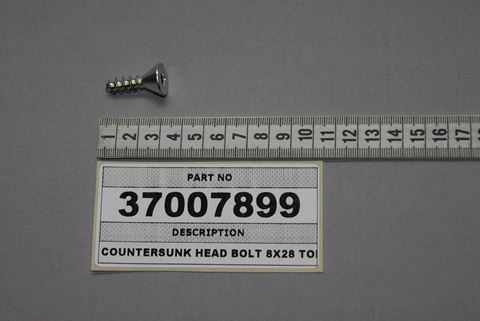 1 2 3 4 5 6 7 8 9 10 11 12 13 14 15 16 17
PART NO
37007899
DESCRIPTION
COUNTERSUNK HEAD BOLT 8X28 TO